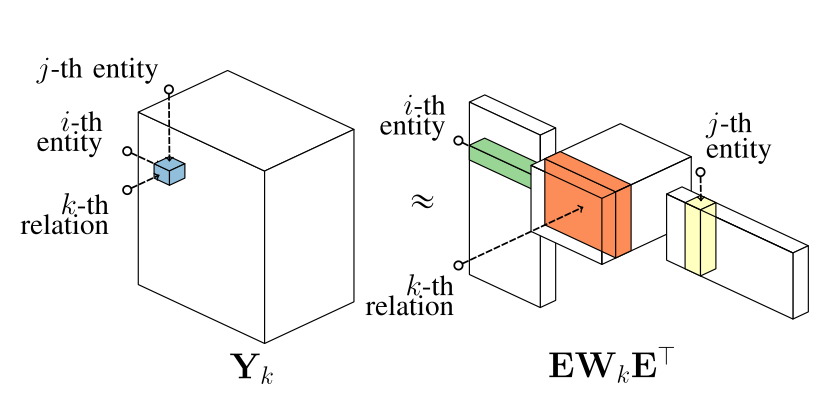 j-th entity
i-th
entity
k-th
relation
Y_k
≈
i-th
entity
k-th
relation
j-th
entity
EW_kE^⊤